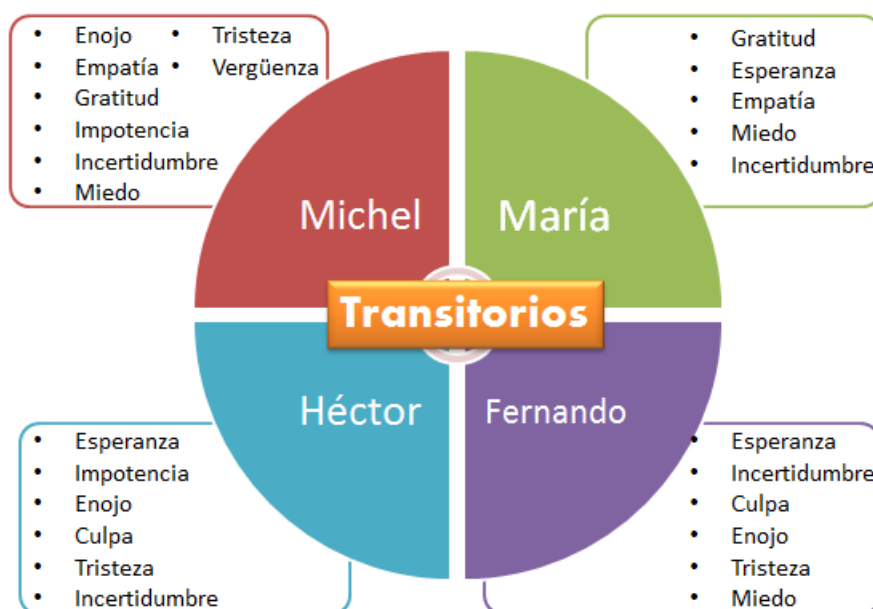 Enojo
Empatía
Gratitud
Impotencia
Incertidumbre
Miedo
Tristeza
Vergüenza
Gratitud
Esperanza
Empatía
Miedo
Incertidumbre
Michel
María
Transitorios
Héctor
Fernando
Esperanza
Impotencia
Enojo
Culpa
Tristeza
Incertidumbre
Esperanza
Incertidumbre
Culpa
Enojo
Tristeza
Miedo